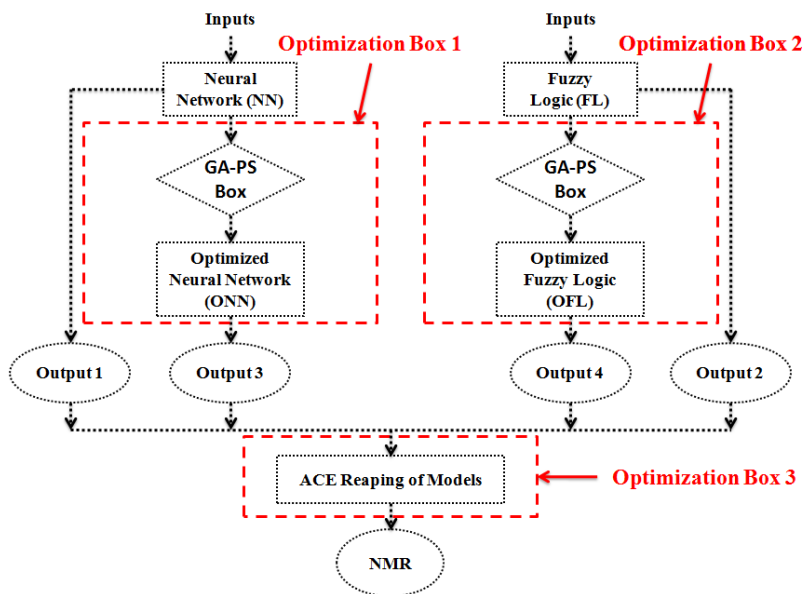 Inputs
Inputs
Optimization Box 1
Optimization Box 2
Neural
Network (NN)
Fuzzy
Logic (FL)
GA-PS
Box
GA-PS
Box
Optimized
Neural Network
(ONN)
Optimized
Fuzzy Logic
(OFL)
Output 1
Output 3
Output 4
Output 2
ACE Reaping of Models
Optimization Box 3
NMR